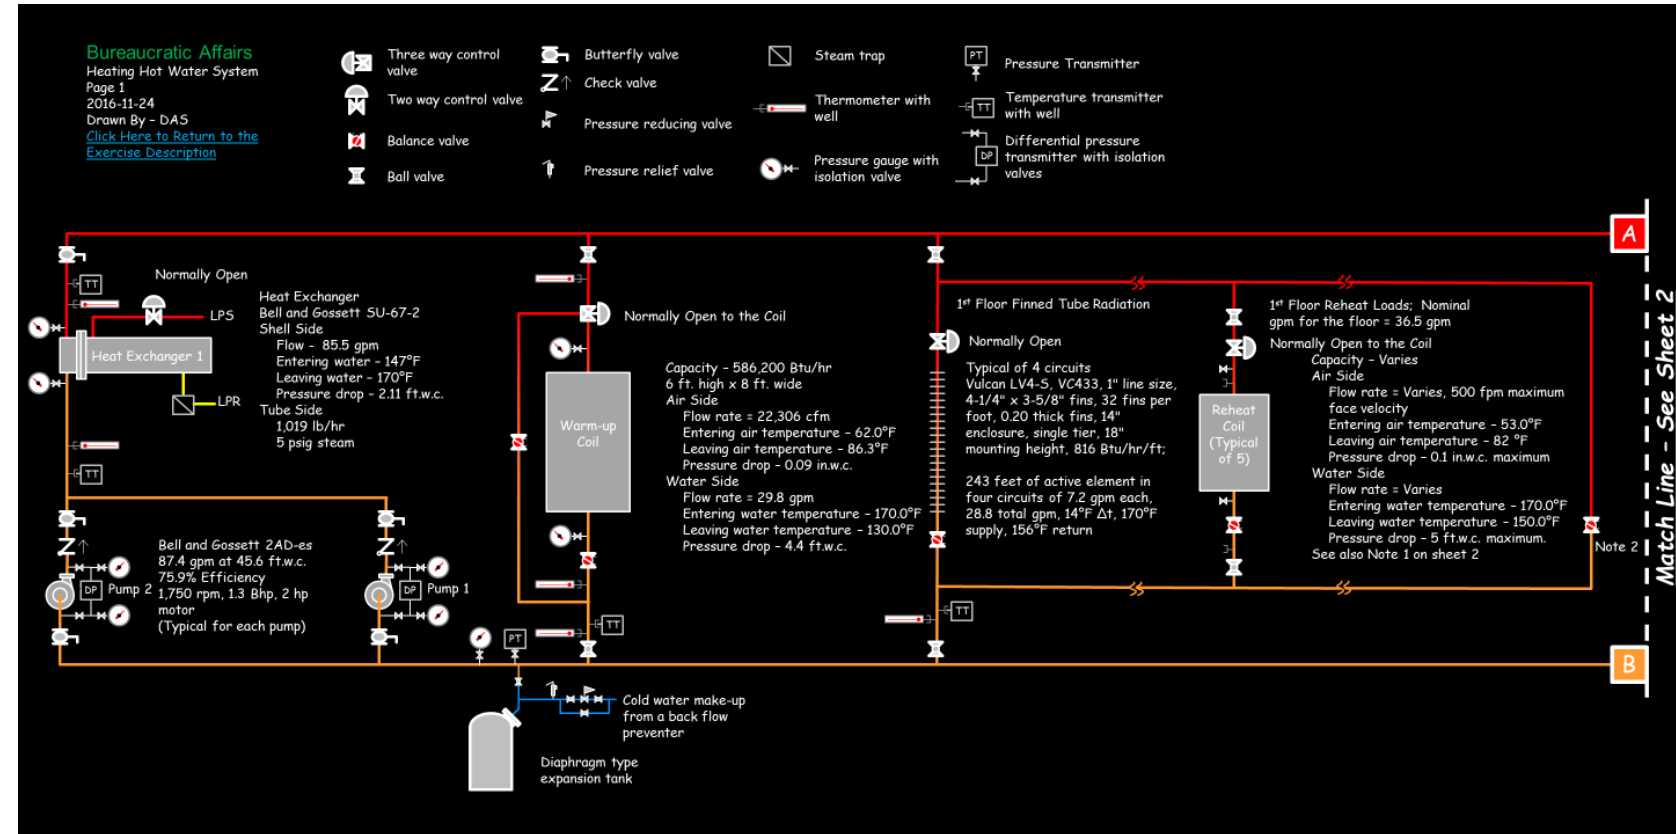 Bureaucratic Affairs
Heating Hot Water System
Page 1
2016-11-24
Drawn By - DAS
Click Here to Return to the
Exercise Description
Three way control
valve
Two way control valve
Balance valve
Ball valve
Butterfly valve
Check valve
Pressure reducing valve
Pressure relief valve
Steam trap
Thermometer with
well
Pressure gauge with
isolation valve
PT
Pressure Transmitter
TT
Temperature transmitter
with well
DP
Differential pressure
transmitter with isolation
valves
A
Match Line - See Sheet 2
TT
Normally Open
LPS
Heat Exchanger 1
LPR
Heat Exchanger
Bell and Gossett SU-67-2
Shell Side
Flow - 85.5 gpm
Entering water - 147°F
Leaving water - 170°F
Pressure drop - 2.11 ft.w.c.
Tube Side
1,019 lb/hr
5 psig steam
TT
DP
Pump 2
Bell and Gossett 2AD-es
87.4 gpm at 45.6 ft.w.c.
75.9% Efficiency
1,750 rpm, 1.3 Bhp, 2 hp
motor
(Typical for each pump)
DP
Pump 1
PT
Normally Open to the Coil
Warm-up
Coil
Capacity - 586,200 Btu/hr
6 ft. high x 8 ft. wide
Air Side
Flow rate = 22,306 cfm
Entering air temperature - 62.0°F
Leaving air temperature - 86.3°F
Pressure drop - 0.09 in.w.c.
Water Side
Flow rate = 29.8 gpm
Entering water temperature - 170.0°F
Leaving water temperature - 130.0°F
Pressure drop - 4.4 ft.w.c.
TT
Cold water make-up
from a back flow
preventer
Diaphragm type
expansion tank
1st Floor Finned Tube Radiation
Normally Open
Typical of 4 circuits
Vulcan LV4-S, VC433, 1" line size,
4-1/4" x 3-5/8" fins, 32 fins per
foot, 0.20 thick fins, 14"
enclosure, single tier, 18"
mounting height, 816 Btu/hr/ft;
243 feet of active element in
four circuits of 7.2 gpm each,
28.8 total gpm, 14°F Δt, 170°F
supply, 156°F return
TT
1st Floor Reheat Loads; Nominal
gpm for the floor = 36.5 gpm
Normally Open to the Coil
Capacity - Varies
Air Side
Flow rate = Varies, 500 fpm maximum
face velocity
Entering air temperature - 53.0°F
Leaving air temperature - 82 °F
Pressure drop - 0.1 in.w.c. maximum
Water Side
Flow rate = Varies
Entering water temperature - 170.0°F
Leaving water temperature - 150.0°F
Pressure drop - 5 ft.w.c. maximum.
See also Note 1 on sheet 2
Reheat
Coil
(Typical
of 5)
Note 2
B